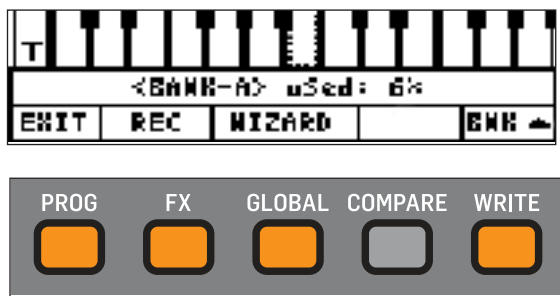 T
<BANK-A> uSed: 6%
EXIT REC WIZARD BNK
PROG FX GLOBAL COMPARE WRITE